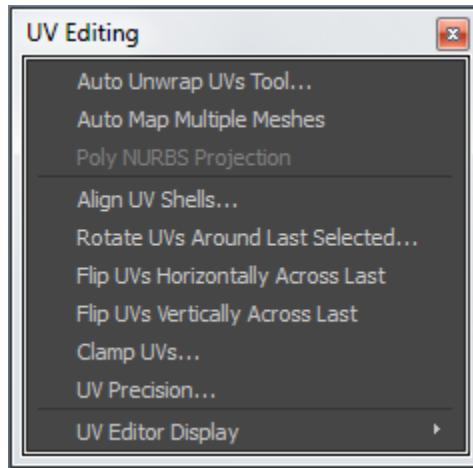 UV Editing
Auto Unwrap UVs Tool...
Auto Map Multiple Meshes
Poly NURBS Projection
Align UV Shells...
Rotate UVs Around Last Selected...
Flip UVs Horizontally Across Last
Flip UVs Vertically Across Last
Clamp UVs...
UV Precision...
UV Editor Display